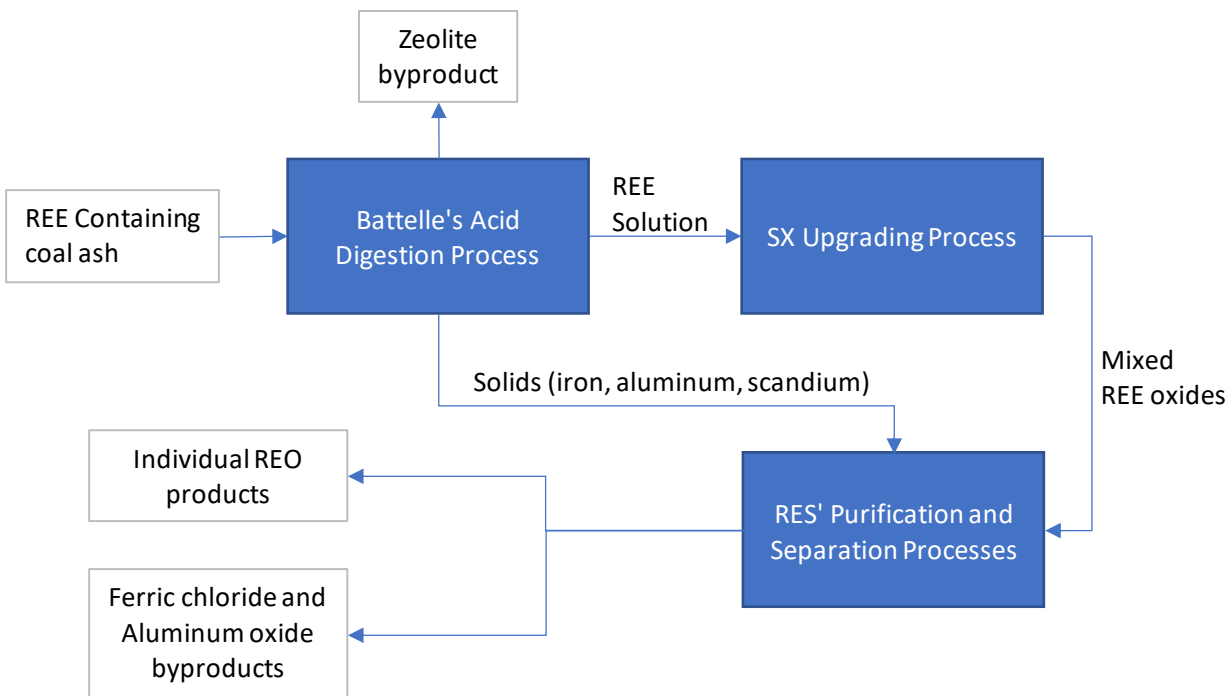 Zeolite
byproduct
REE Containing
coal ash
Battelle's Acid
Digestion Process
REE
Solution
SX Upgrading Process
Mixed
REE oxides
Solids (iron, aluminum, scandium)
Individual REO
products
RES' Purification and
Separation Processes
Ferric chloride and
Aluminum oxide
byproducts